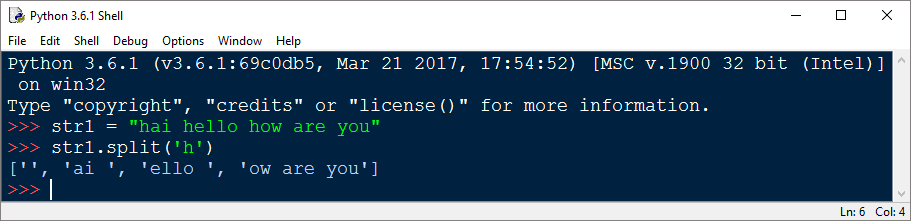 Python 3.6.1 Shell
File Edit Shell Debug Options Window Help
Python 3.6.1 (v3.6.1:69c0db5, Mar 21 2017, 17:54:52) [MSC v.1900 32 bit (Intel)]
 on win32
Type "copyright", "credits" or "license()" for more information.
>>> str1 = "hai hello how are you"
>>> str1.split('h')
['', 'ai ', 'ello ', 'ow are you']
>>>
Ln: 6 Col: 4